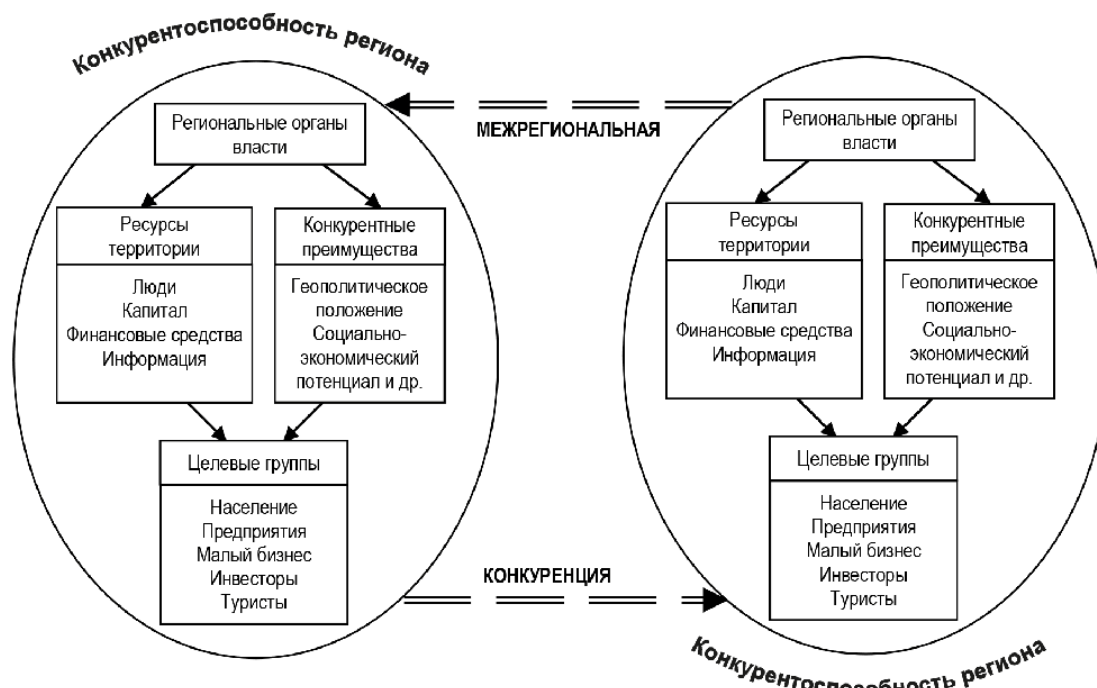 Конкурентоспособность региона
Региональные органы
власти
Ресурсы
территории
Люди
Капитал
Финансовые средства
Информация
Конкурентные
преимущества
Геополитическое
положение
Социально-
экономический
потенциал и др.
Целевые группы
Население
Предприятия
Малый бизнес
Инвесторы
Туристы
МЕЖРЕГИОНАЛЬНАЯ
КОНКУРЕНЦИЯ
Региональные органы
власти
Ресурсы
территории
Люди
Капитал
Финансовые средства
Информация
Конкурентные
преимущества
Геополитическое
положение
Социально-
экономический
потенциал и др.
Целевые группы
Население
Предприятия
Малый бизнес
Инвесторы
Туристы
Конкурентоспособность региона